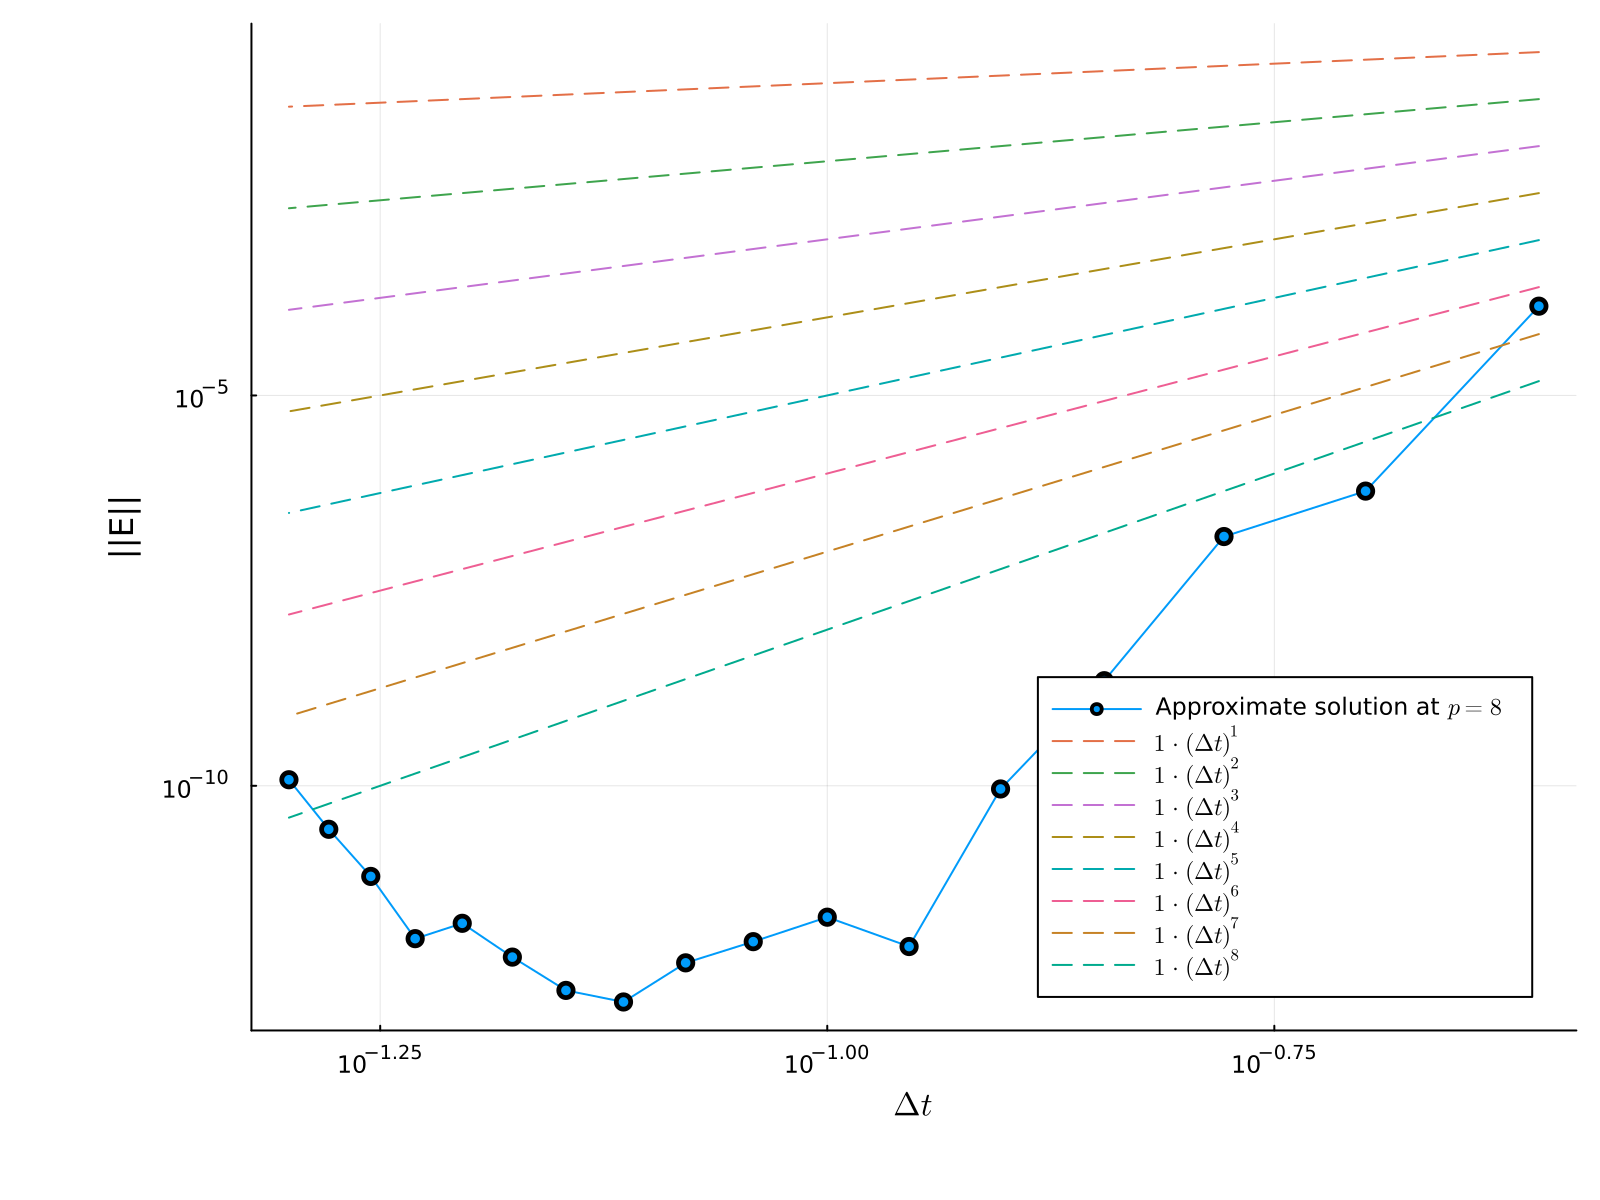 10⁻⁵
||E||
10⁻¹⁰
Approximate solution at p = 8
1 · (Δt)¹
1 · (Δt)²
1 · (Δt)³
1 · (Δt)⁴
1 · (Δt)⁵
1 · (Δt)⁶
1 · (Δt)⁷
1 · (Δt)⁸
10⁻¹·²⁵ 10⁻¹·⁰⁰ 10⁻⁰·⁷⁵
Δt